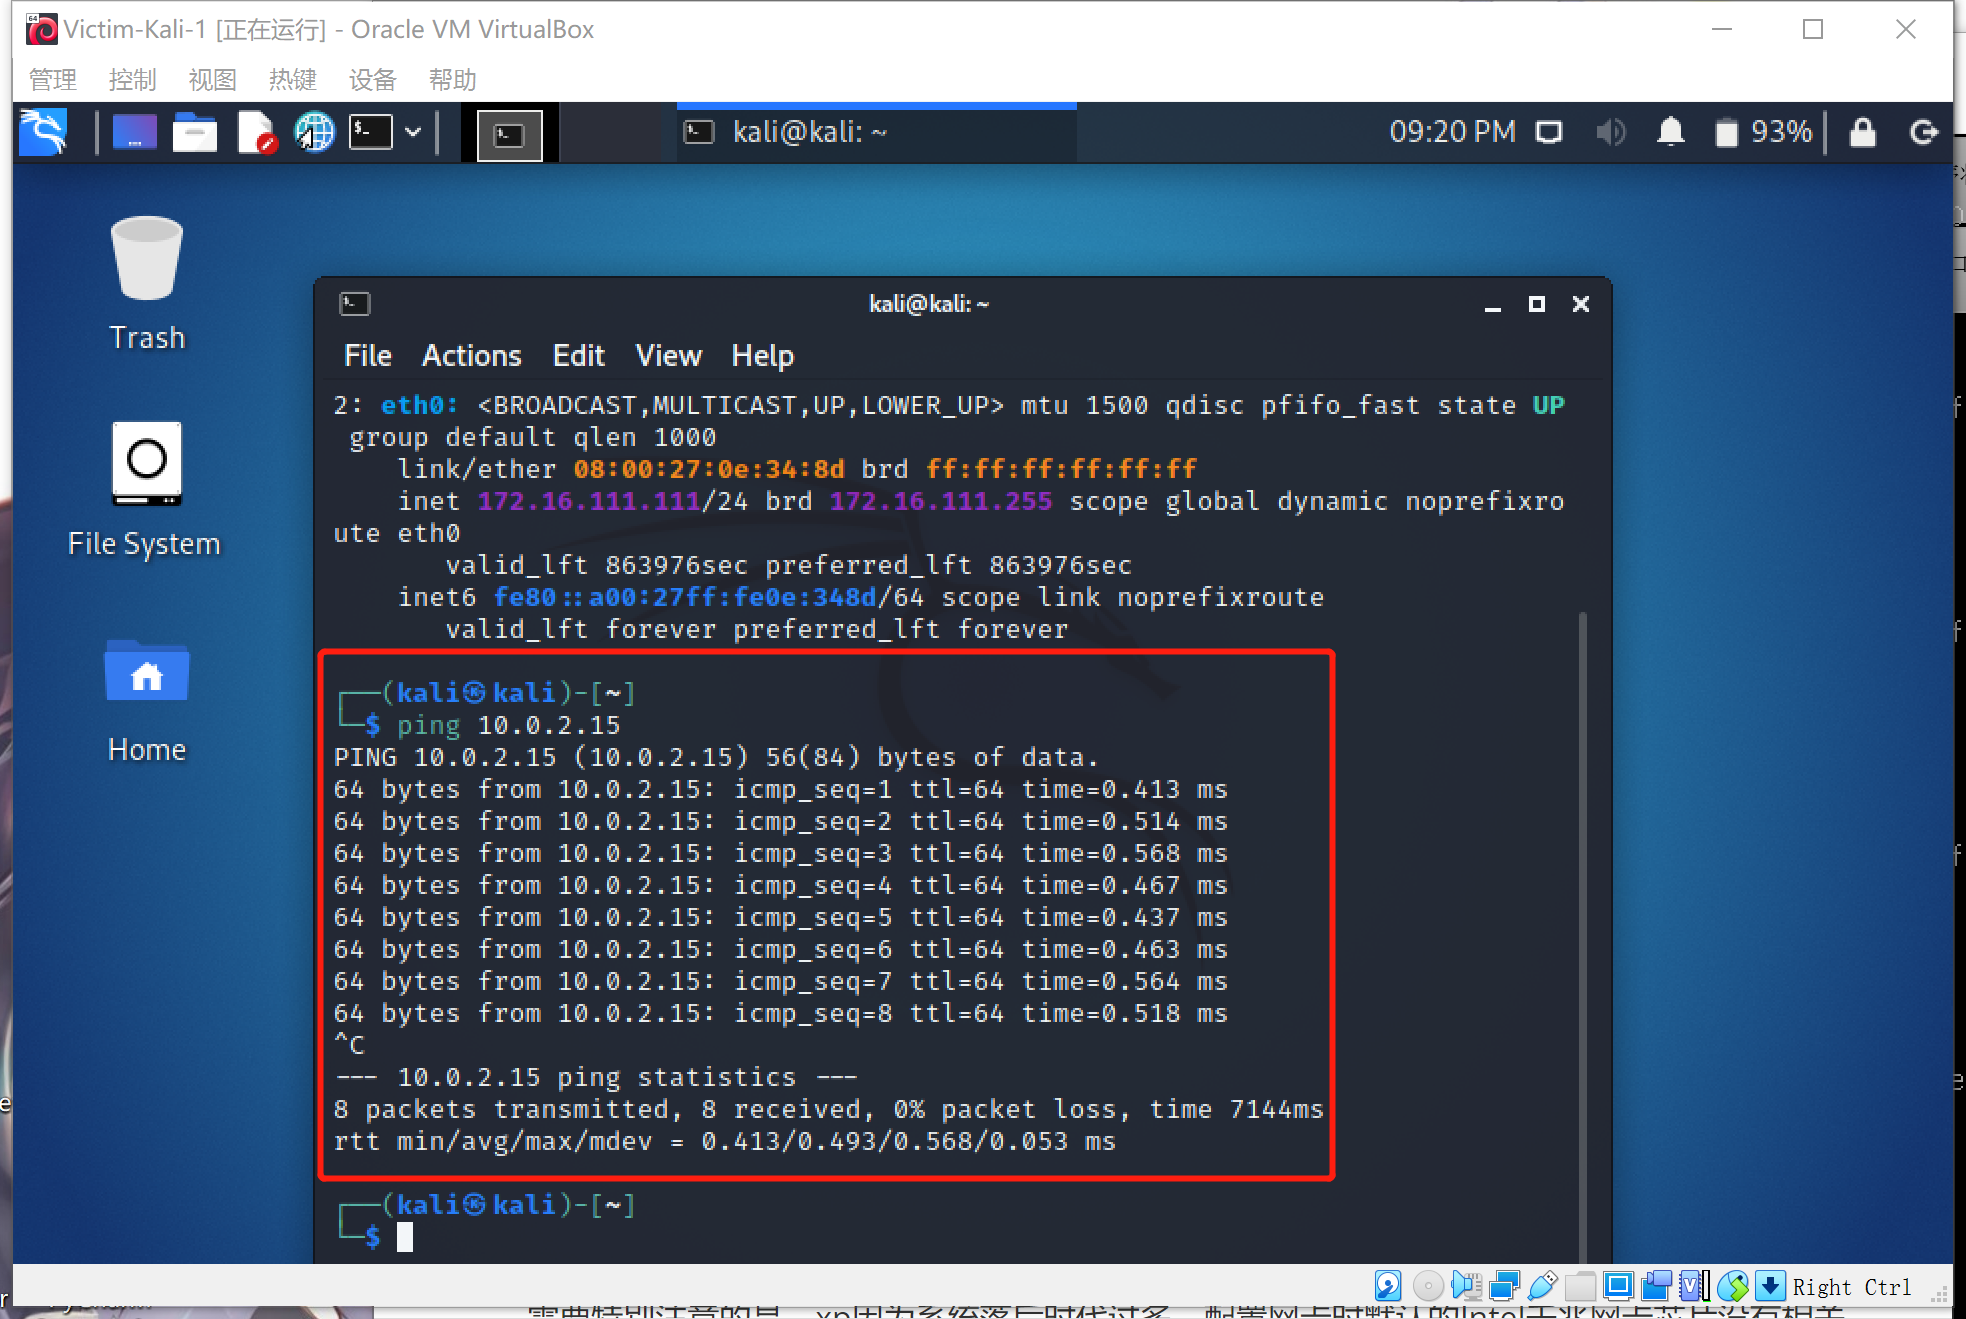 Victim-Kali-1 [正在运行] - Oracle VM VirtualBox
管理 控制 视图 热键 设备 帮助
kali@kali: ~
09:20 PM
93%
Trash
File System
Home
kali@kali: ~
File Actions Edit View Help
2: eth0: <BROADCAST,MULTICAST,UP,LOWER_UP> mtu 1500 qdisc pfifo_fast state UP
group default qlen 1000
link/ether 08:00:27:0e:34:8d brd ff:ff:ff:ff:ff:ff
inet 172.16.111.111/24 brd 172.16.111.255 scope global dynamic noprefixro
ute eth0
valid_lft 863976sec preferred_lft 863976sec
inet6 fe80::a00:27ff:fe0e:348d/64 scope link noprefixroute
valid_lft forever preferred_lft forever
┌──(kali㉿kali)-[~]
└─$ ping 10.0.2.15
PING 10.0.2.15 (10.0.2.15) 56(84) bytes of data.
64 bytes from 10.0.2.15: icmp_seq=1 ttl=64 time=0.413 ms
64 bytes from 10.0.2.15: icmp_seq=2 ttl=64 time=0.514 ms
64 bytes from 10.0.2.15: icmp_seq=3 ttl=64 time=0.568 ms
64 bytes from 10.0.2.15: icmp_seq=4 ttl=64 time=0.467 ms
64 bytes from 10.0.2.15: icmp_seq=5 ttl=64 time=0.437 ms
64 bytes from 10.0.2.15: icmp_seq=6 ttl=64 time=0.463 ms
64 bytes from 10.0.2.15: icmp_seq=7 ttl=64 time=0.564 ms
64 bytes from 10.0.2.15: icmp_seq=8 ttl=64 time=0.518 ms
^C
--- 10.0.2.15 ping statistics ---
8 packets transmitted, 8 received, 0% packet loss, time 7144ms
rtt min/avg/max/mdev = 0.413/0.493/0.568/0.053 ms
┌──(kali㉿kali)-[~]
└─$
Right Ctrl